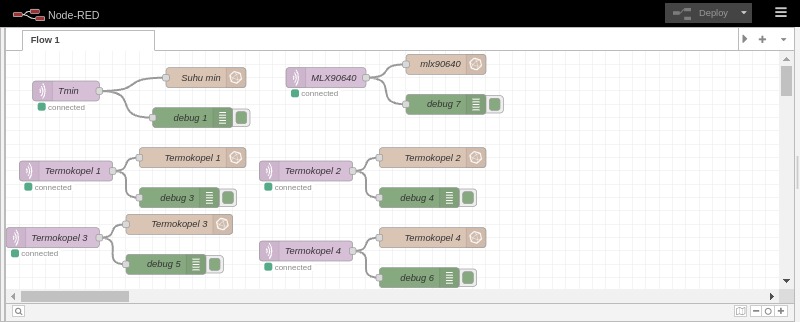 Node-RED
Deploy
Flow 1
Tmin
connected
Suhu min
debug 1
MLX90640
connected
mlx90640
debug 7
Termokopel 1
connected
Termokopel 1
debug 3
Termokopel 2
connected
Termokopel 2
debug 4
Termokopel 3
connected
Termokopel 3
debug 5
Termokopel 4
connected
Termokopel 4
debug 6